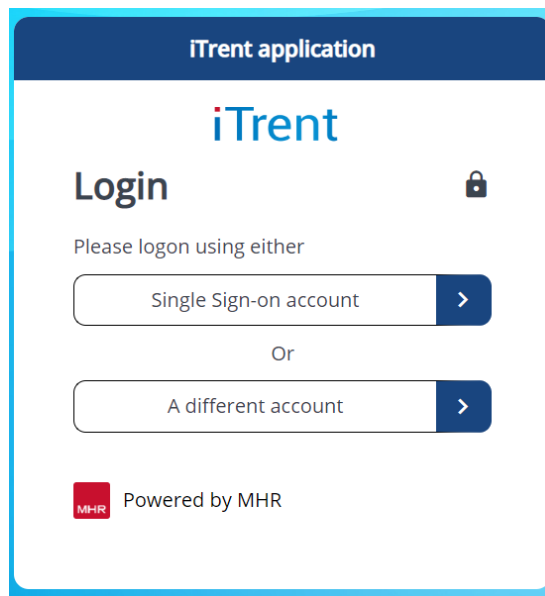 iTrent application
iTrent
Login
Please logon using either
Single Sign-on account
Or
A different account
MHR Powered by MHR